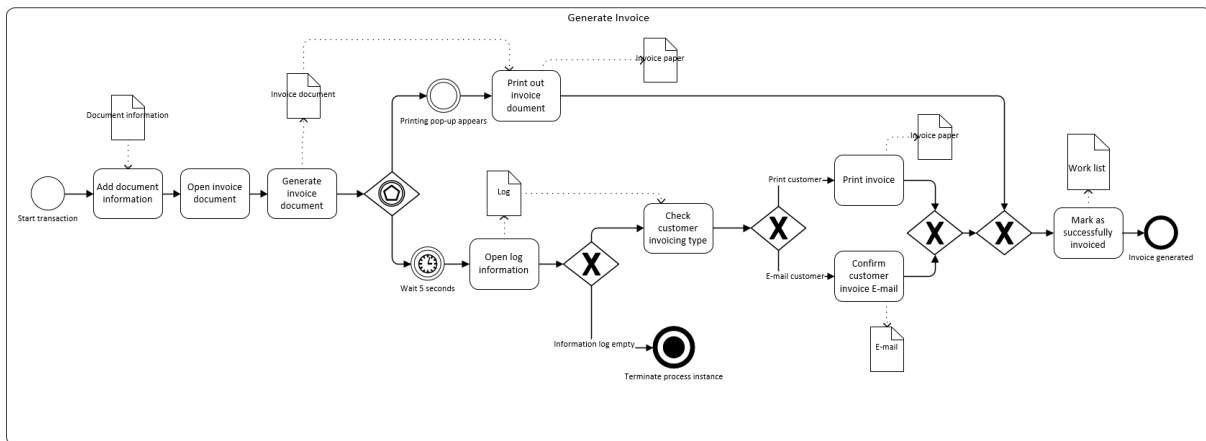 Generate Invoice
Invoice paper
Invoice document
Print out
invoice
doument
Printing pop-up appears
Document information
Invoice paper
Work list
Start transaction
Add document
information
Open invoice
document
Generate
invoice
document
Log
Print customer
Print invoice
Check
customer
invoicing type
Mark as
successfully
invoiced
Invoice generated
Wait 5 seconds
Open log
information
E-mail customer
Confirm
customer
invoice E-mail
Information log empty
E-mail
Terminate process instance